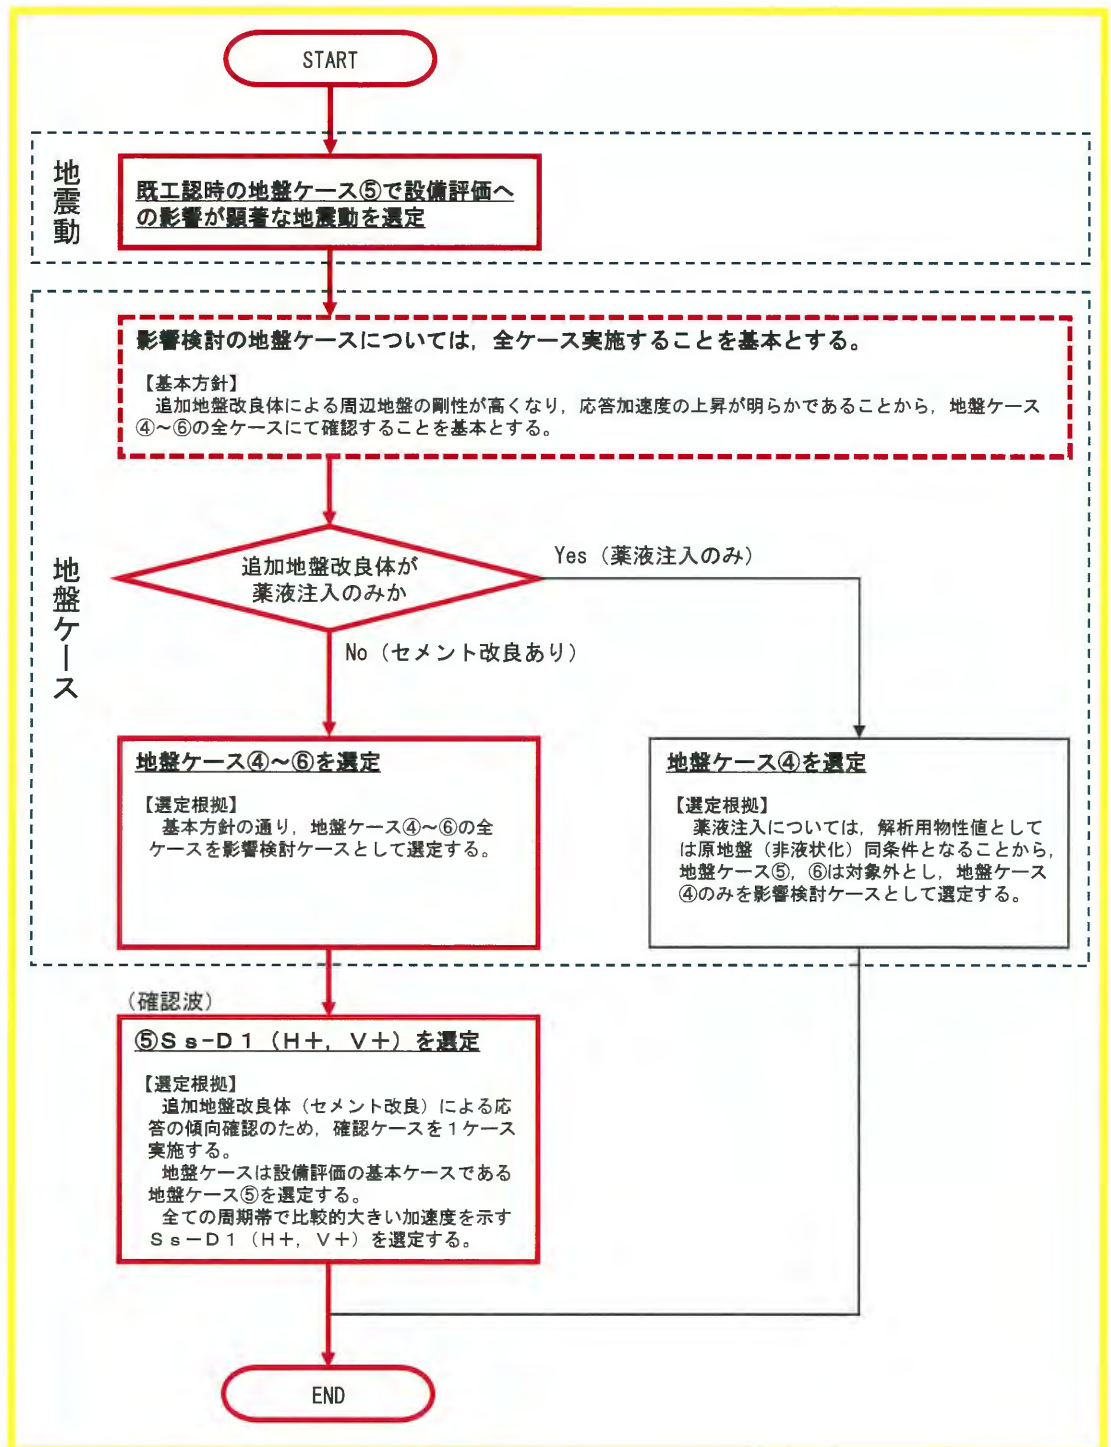 START
地震動
既工認時の地盤ケース⑤で設備評価へ
の影響が顕著な地震動を選定
地盤ケース
影響検討の地盤ケースについては，全ケース実施することを基本とする。
【基本方針】
追加地盤改良体による周辺地盤の剛性が高くなり，応答加速度の上昇が明らかであることから，地盤ケース
④～⑥の全ケースにて確認することを基本とする。
追加地盤改良体が
薬液注入のみか
Yes（薬液注入のみ）
No（セメント改良あり）
地盤ケース④～⑥を選定
【選定根拠】
基本方針の通り，地盤ケース④～⑥の全
ケースを影響検討ケースとして選定する。
地盤ケース④を選定
【選定根拠】
薬液注入については，解析用物性値として
は原地盤（非液状化）同条件となることから，
地盤ケース⑤，⑥は対象外とし，地盤ケース
④のみを影響検討ケースとして選定する。
（確認波）
⑤Ｓｓ−Ｄ１（Ｈ＋，Ｖ＋）を選定
【選定根拠】
追加地盤改良体（セメント改良）による応
答の傾向確認のため，確認ケースを１ケース
実施する。
地盤ケースは設備評価の基本ケースである
地盤ケース⑤を選定する。
全ての周期帯で比較的大きい加速度を示す
Ｓｓ−Ｄ１（Ｈ＋，Ｖ＋）を選定する。
END